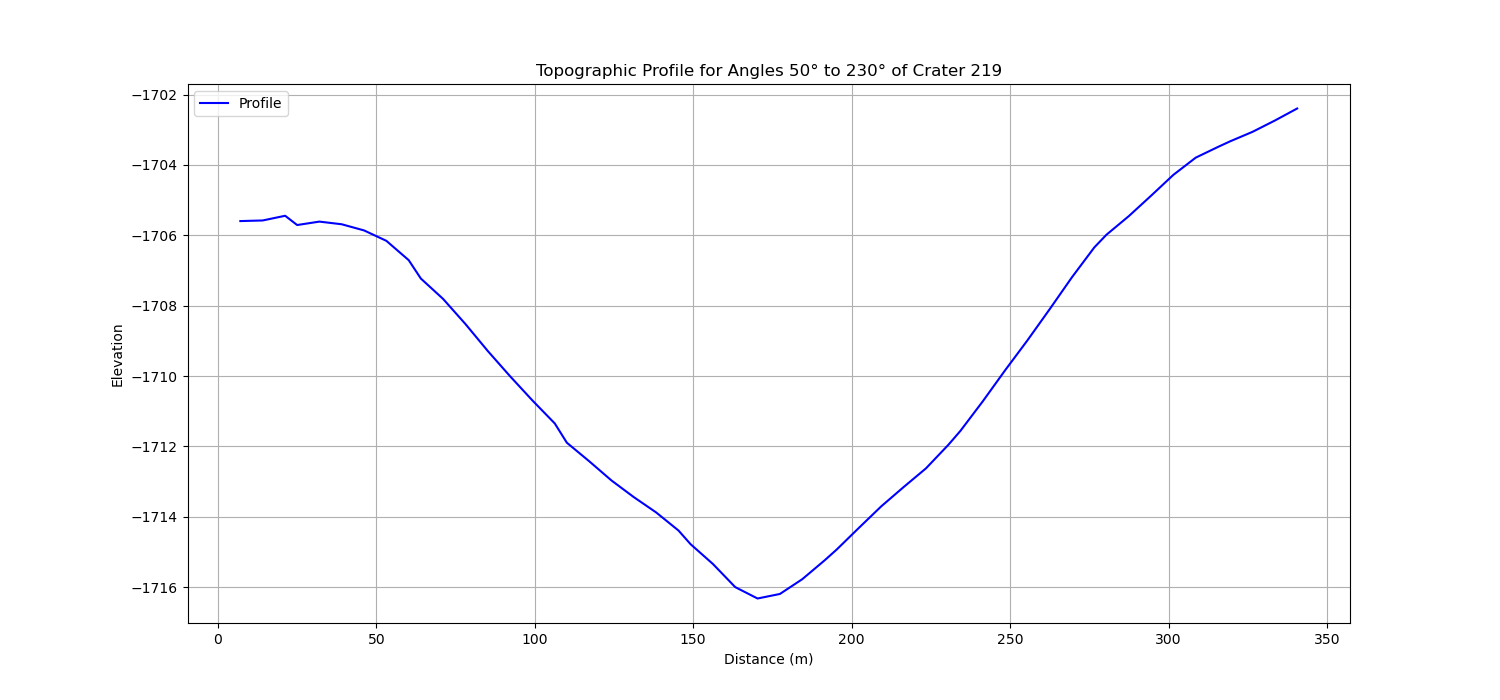 Topographic Profile for Angles 50° to 230° of Crater 219
Profile
−1702
−1704
−1706
−1708
−1710
−1712
−1714
−1716
Elevation
0 50 100 150 200 250 300 350
Distance (m)